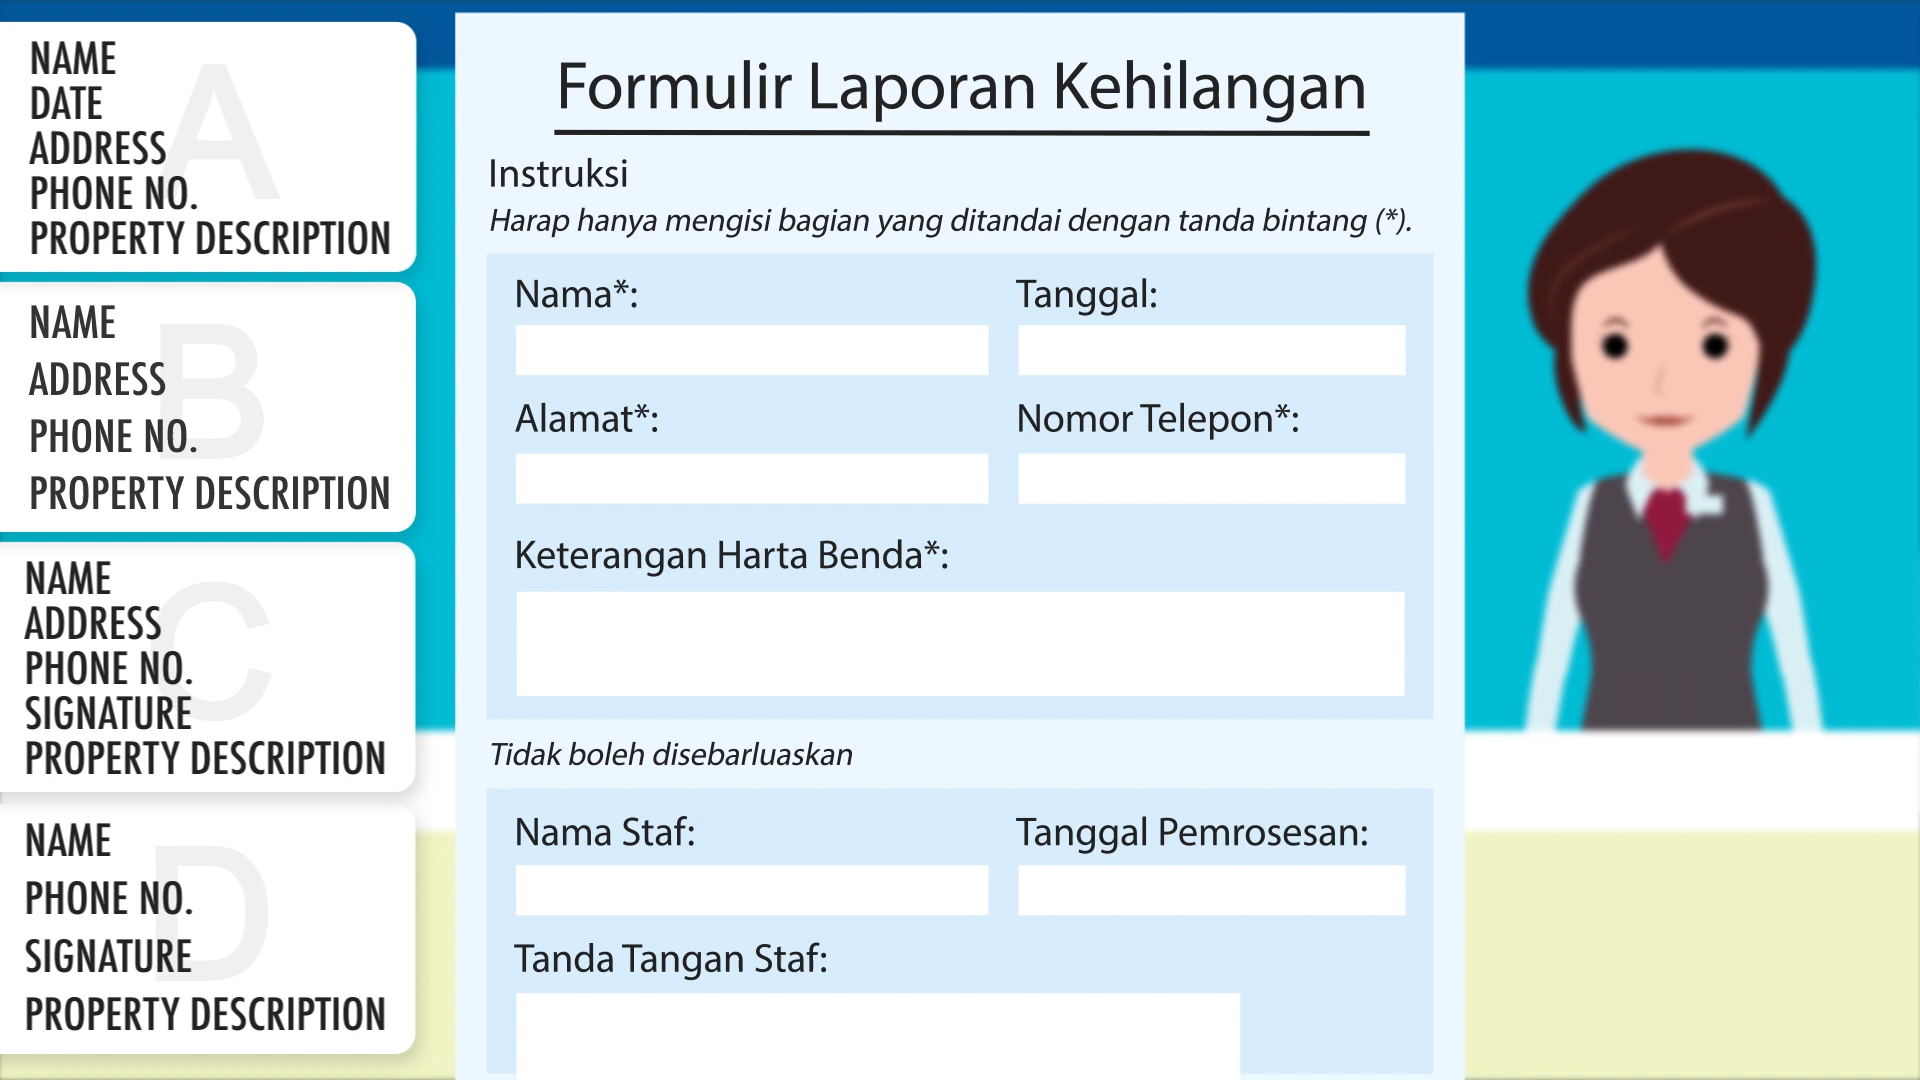 NAME
DATE
ADDRESS
PHONE NO.
PROPERTY DESCRIPTION
A
NAME
ADDRESS
PHONE NO.
PROPERTY DESCRIPTION
B
NAME
ADDRESS
PHONE NO.
SIGNATURE
PROPERTY DESCRIPTION
C
NAME
PHONE NO.
SIGNATURE
PROPERTY DESCRIPTION
D
Formulir Laporan Kehilangan
Instruksi
Harap hanya mengisi bagian yang ditandai dengan tanda bintang (*).
Nama*: Tanggal:
Alamat*: Nomor Telepon*:
Keterangan Harta Benda*:
Tidak boleh disebarluaskan
Nama Staf: Tanggal Pemrosesan:
Tanda Tangan Staf: